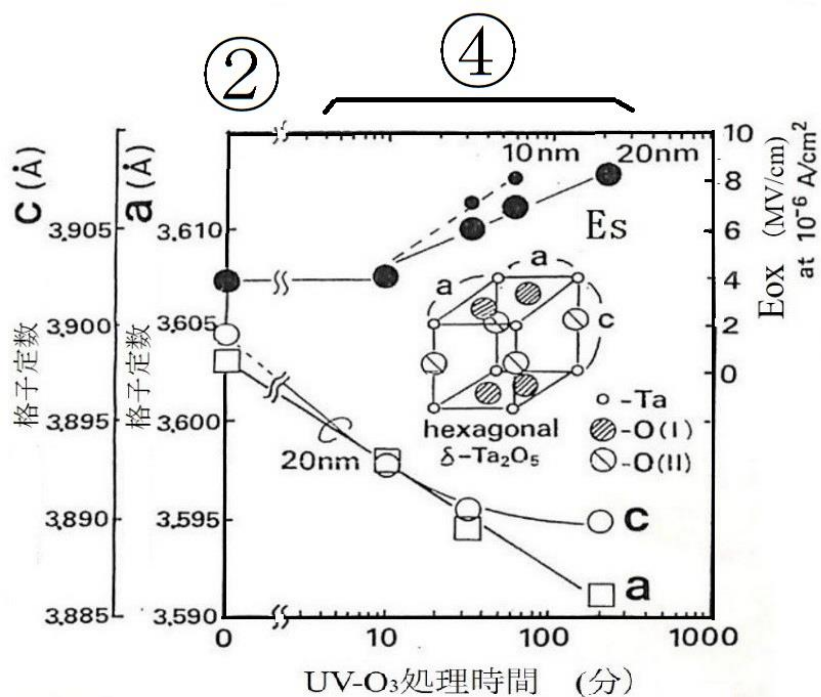 ②
④
c (Å)
格子定数
3,905
3,900
3,895
3,890
3,885
a (Å)
格子定数
3,610
3,605
3,600
3,595
3,590
10nm
20nm
Es
a
a
c
hexagonal
δ-Ta₂O₅
-Ta
-O(I)
-O(II)
20nm
c
a
10
8
6
4
2
0
Eox (MV/cm)
at 10⁻⁶ A/cm²
0
10
100
1000
UV-O₃処理時間 (分)